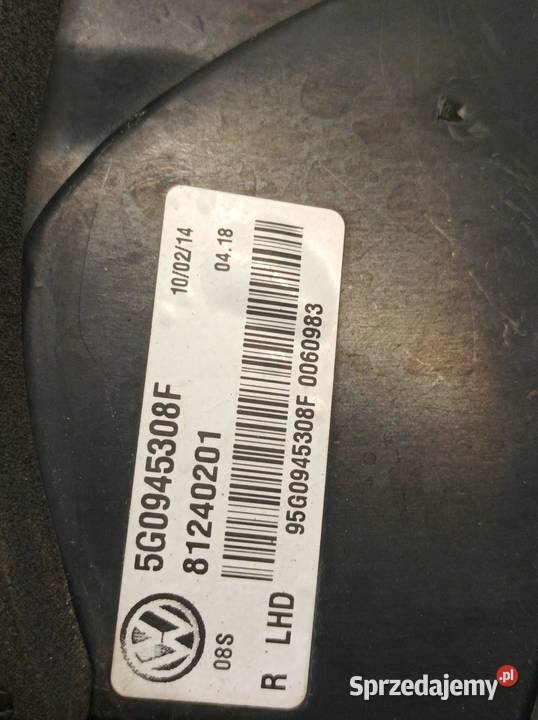 10/02/14 04.18
5G0945308F
81240201
95G0945308F 0060983
08S
R LHD
Sprzedajemy.pl